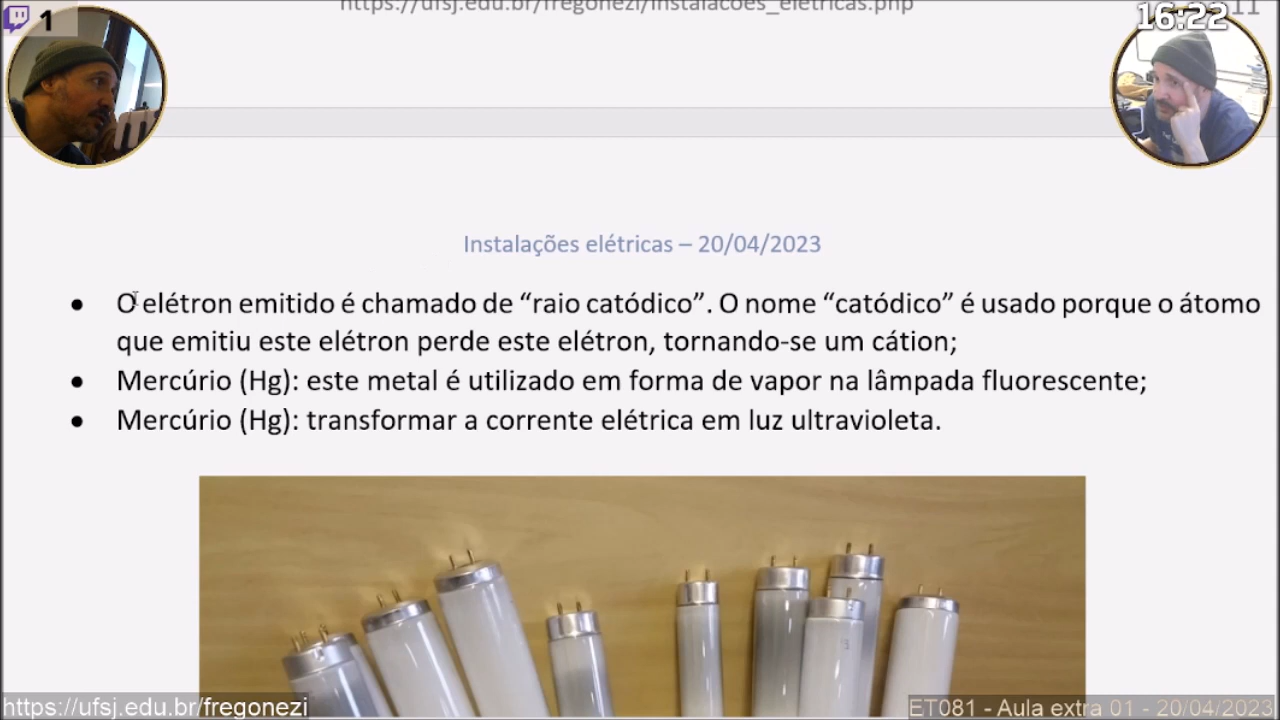 https://ufsj.edu.br/fregonezi/instalacoes_eletricas.php
1
16:22
11
Instalações elétricas – 20/04/2023
• O elétron emitido é chamado de “raio catódico”. O nome “catódico” é usado porque o átomo
que emitiu este elétron perde este elétron, tornando-se um cátion;
• Mercúrio (Hg): este metal é utilizado em forma de vapor na lâmpada fluorescente;
• Mercúrio (Hg): transformar a corrente elétrica em luz ultravioleta.
https://ufsj.edu.br/fregonezi
ET081 - Aula extra 01 - 20/04/2023